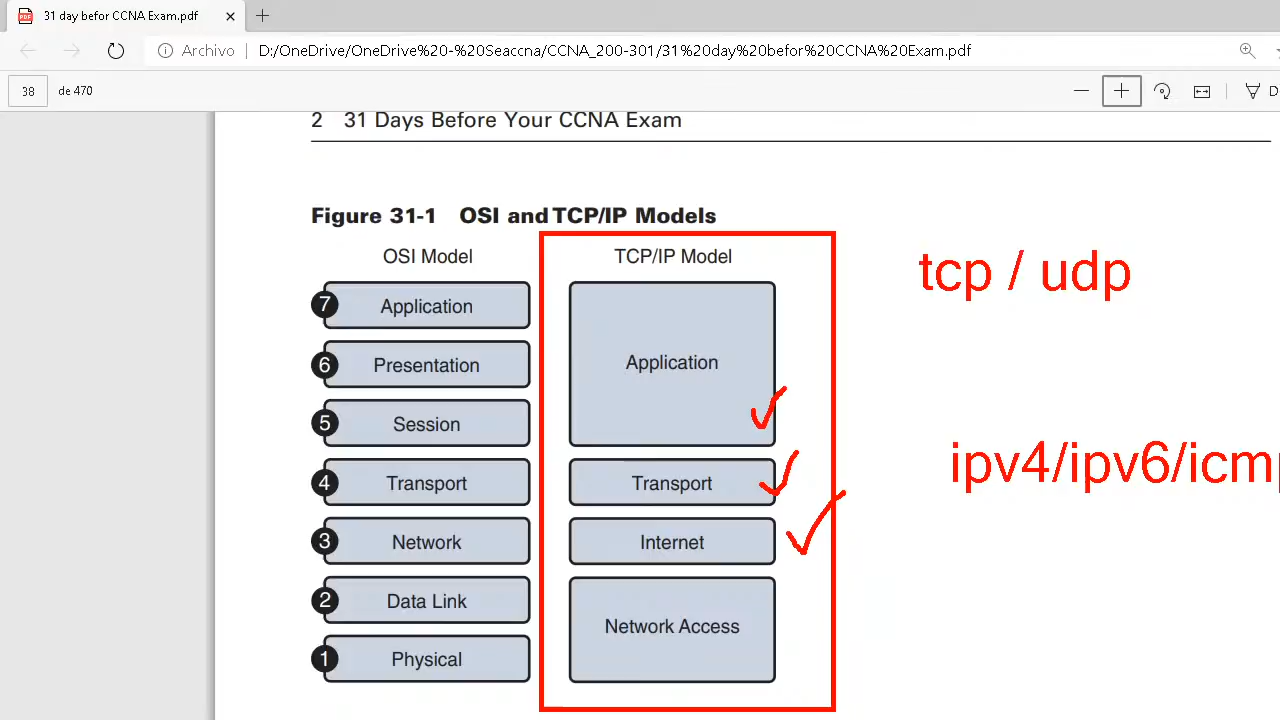 31 day befor CCNA Exam.pdf
Archivo D:/OneDrive/OneDrive%20-%20Searcna/CCNA_200-301/31%20day%20befor%20CCNA%20Exam.pdf
38 de 470
2 31 Days Before Your CCNA Exam
Figure 31-1 OSI and TCP/IP Models
OSI Model
7 Application
6 Presentation
5 Session
4 Transport
3 Network
2 Data Link
1 Physical
TCP/IP Model
Application
Transport
Internet
Network Access
tcp / udp
ipv4/ipv6/icmp